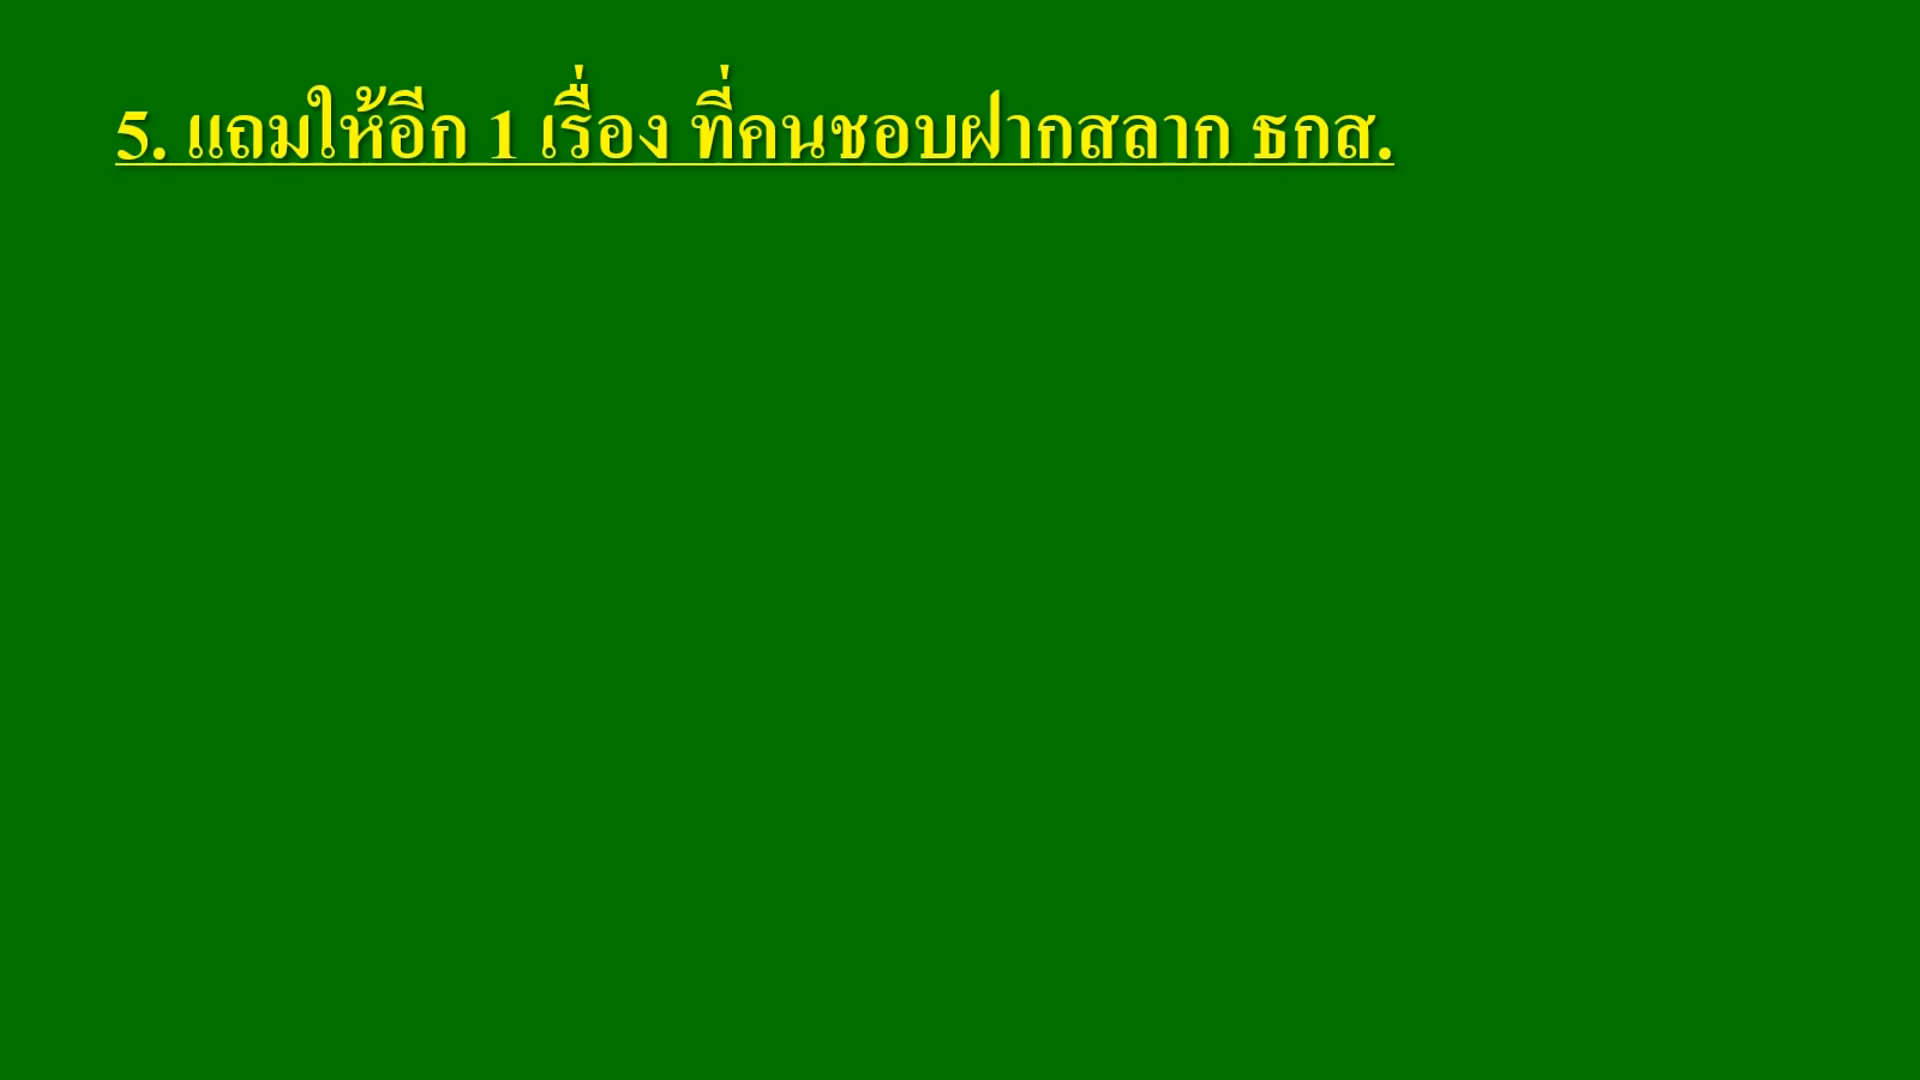 5. แถมให้อีก 1 เรื่อง ที่คนชอบฝากสลาก ธกส.